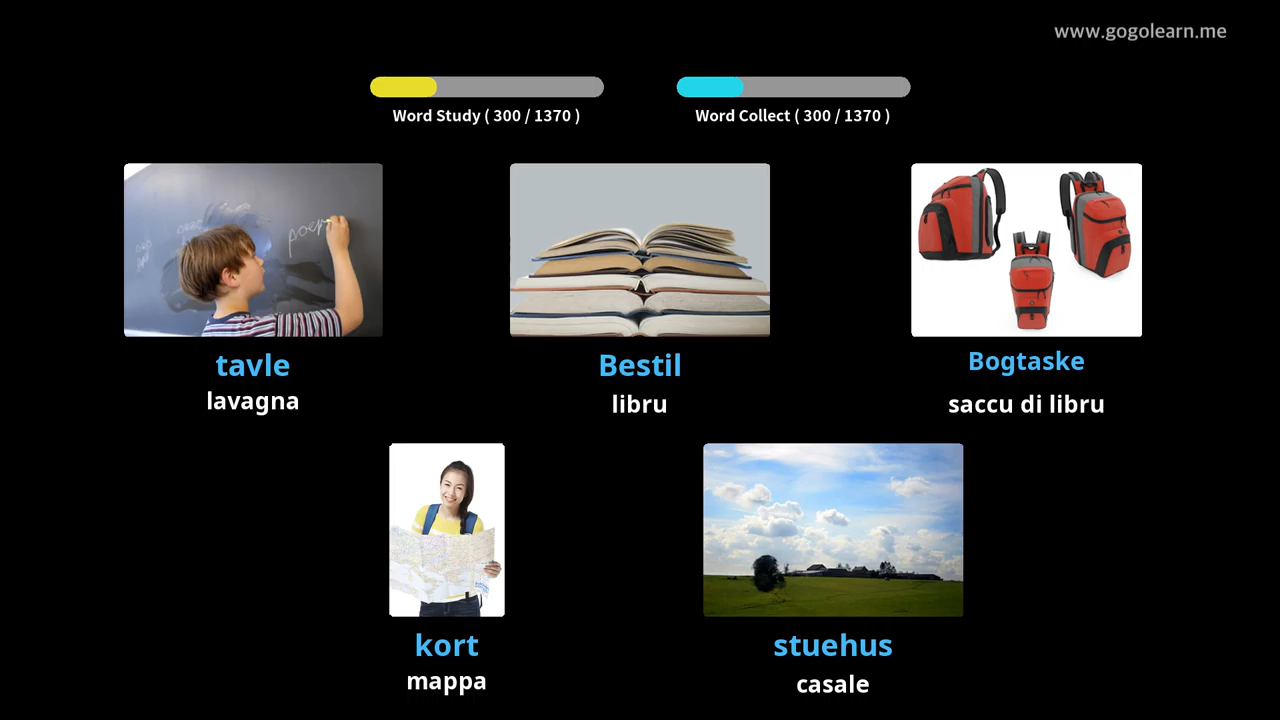 www.gogolearn.me
Word Study ( 300 / 1370 )
Word Collect ( 300 / 1370 )
poer
tavle
lavagna
Bestil
libru
Bogtaske
saccu di libru
kort
mappa
stuehus
casale